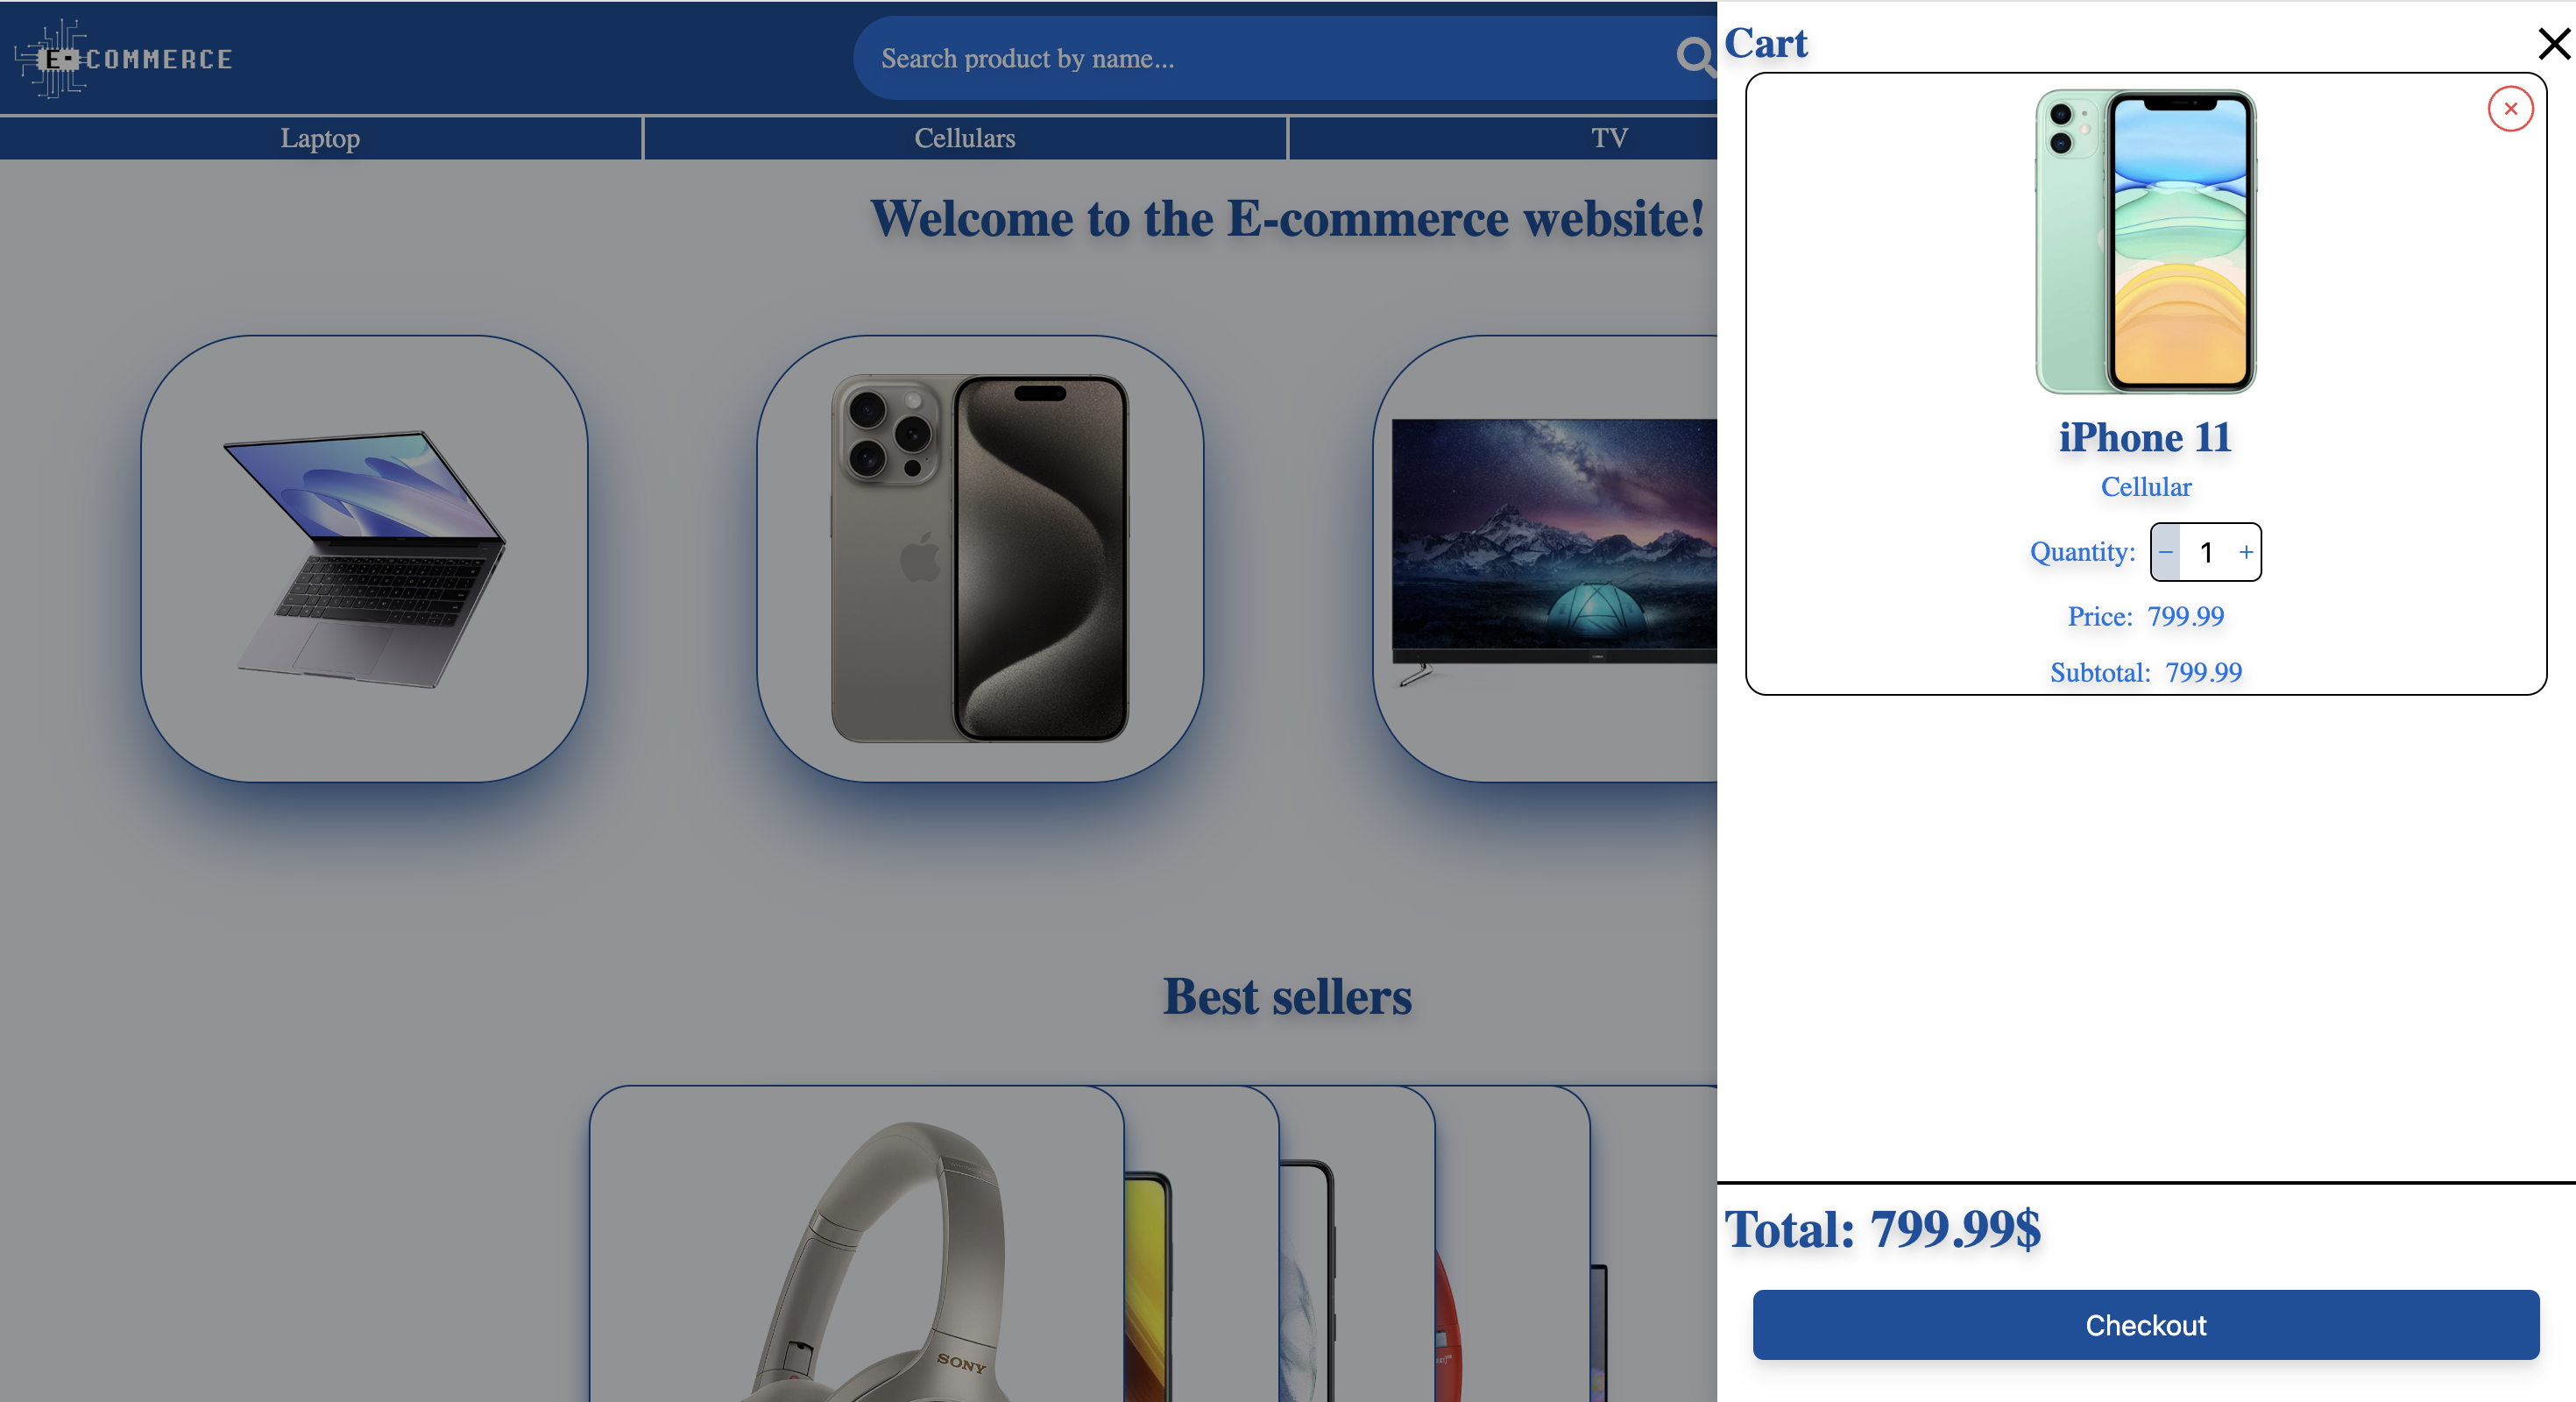 E-COMMERCE
Search product by name...
Laptop
Cellulars
TV
Welcome to the E-commerce website!
Best sellers
SONY
Cart
iPhone 11
Cellular
Quantity: − 1 +
Price: 799.99
Subtotal: 799.99
Total: 799.99$
Checkout